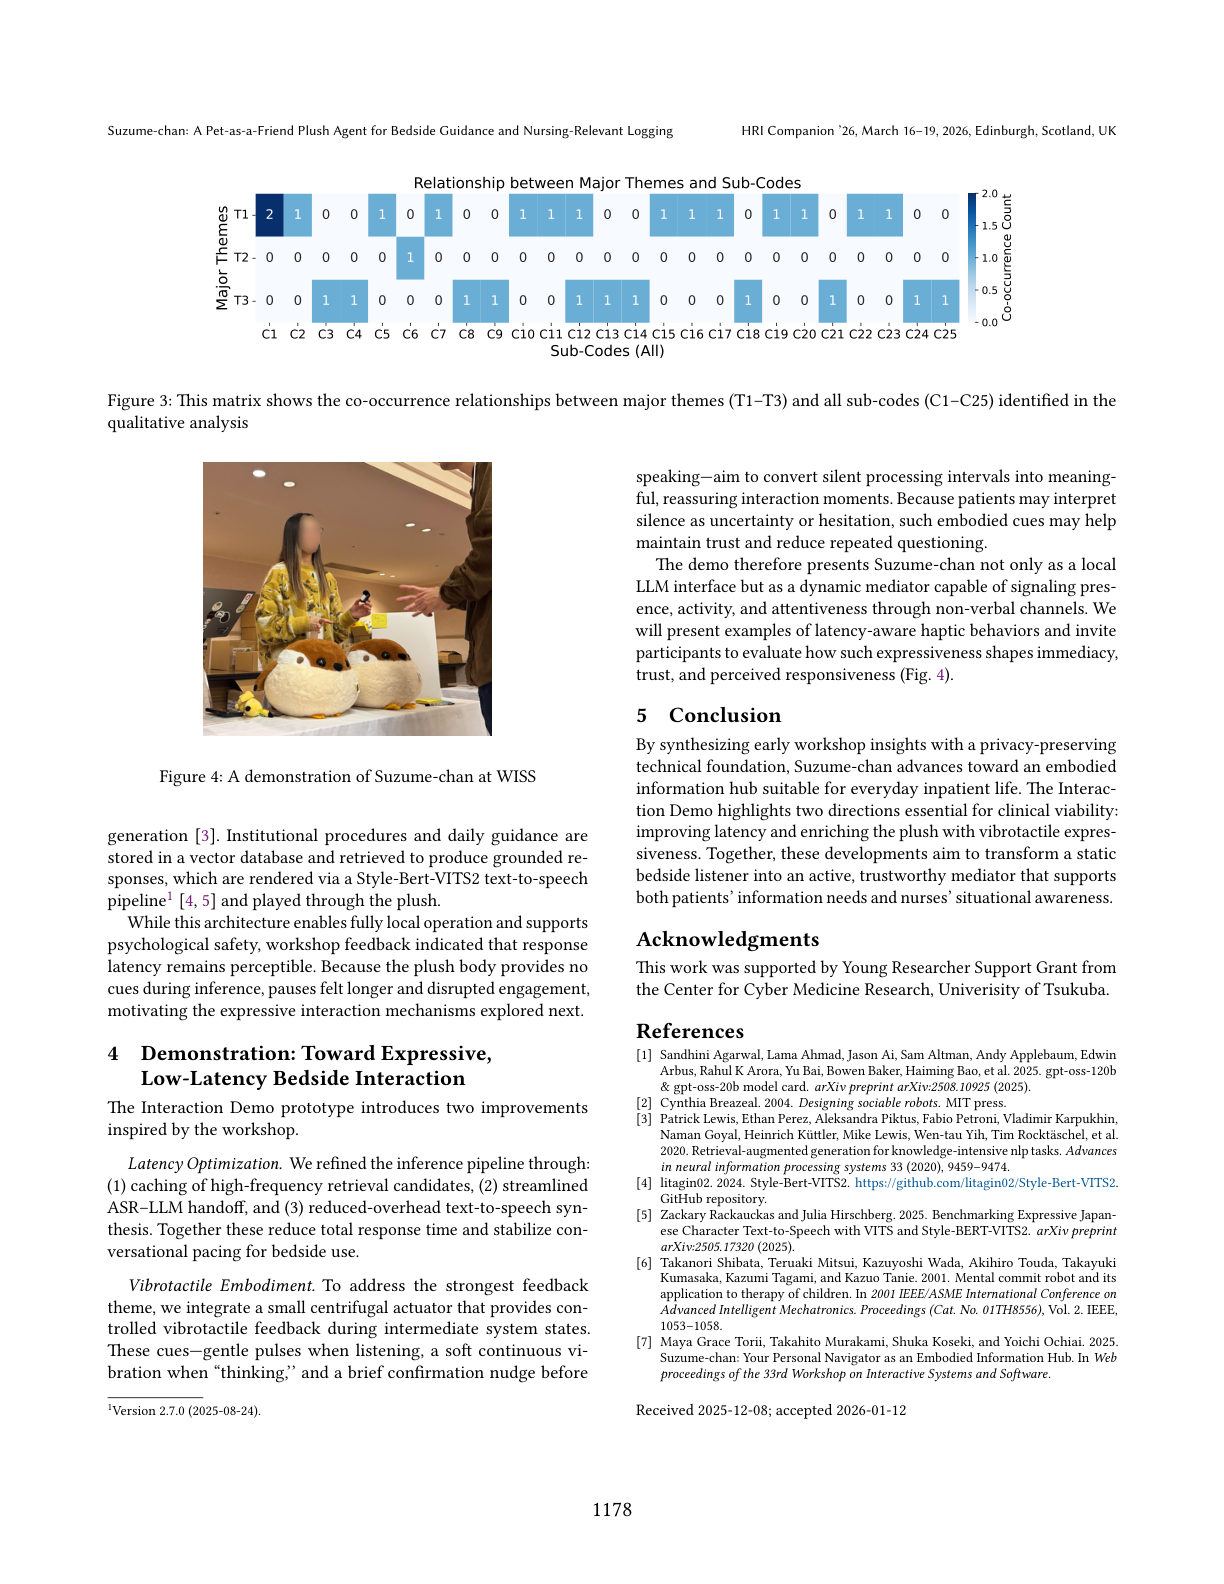 Suzume-chan: A Pet-as-a-Friend Plush Agent for Bedside Guidance and Nursing-Relevant Logging
HRI Companion '26, March 16–19, 2026, Edinburgh, Scotland, UK
Relationship between Major Themes and Sub-Codes
Major Themes
T1 2 1 0 0 1 0 1 0 0 1 1 1 0 0 1 1 1 0 1 1 0 1 1 0 0
T2 0 0 0 0 0 1 0 0 0 0 0 0 0 0 0 0 0 0 0 0 0 0 0 0 0
T3 0 0 1 1 0 0 0 1 1 0 0 1 1 1 0 0 0 1 0 0 1 0 0 1 1
C1 C2 C3 C4 C5 C6 C7 C8 C9 C10 C11 C12 C13 C14 C15 C16 C17 C18 C19 C20 C21 C22 C23 C24 C25
Sub-Codes (All)
2.0
1.5
1.0
0.5
0.0
Co-occurrence Count
Figure 3: This matrix shows the co-occurrence relationships between major themes (T1–T3) and all sub-codes (C1–C25) identified in the
qualitative analysis
Figure 4: A demonstration of Suzume-chan at WISS
generation [3]. Institutional procedures and daily guidance are
stored in a vector database and retrieved to produce grounded re-
sponses, which are rendered via a Style-Bert-VITS2 text-to-speech
pipeline¹ [4, 5] and played through the plush.
While this architecture enables fully local operation and supports
psychological safety, workshop feedback indicated that response
latency remains perceptible. Because the plush body provides no
cues during inference, pauses felt longer and disrupted engagement,
motivating the expressive interaction mechanisms explored next.
4 Demonstration: Toward Expressive,
Low-Latency Bedside Interaction
The Interaction Demo prototype introduces two improvements
inspired by the workshop.
Latency Optimization. We refined the inference pipeline through:
(1) caching of high-frequency retrieval candidates, (2) streamlined
ASR–LLM handoff, and (3) reduced-overhead text-to-speech syn-
thesis. Together these reduce total response time and stabilize con-
versational pacing for bedside use.
Vibrotactile Embodiment. To address the strongest feedback
theme, we integrate a small centrifugal actuator that provides con-
trolled vibrotactile feedback during intermediate system states.
These cues—gentle pulses when listening, a soft continuous vi-
bration when “thinking,’’ and a brief confirmation nudge before
¹Version 2.7.0 (2025-08-24).
speaking—aim to convert silent processing intervals into meaning-
ful, reassuring interaction moments. Because patients may interpret
silence as uncertainty or hesitation, such embodied cues may help
maintain trust and reduce repeated questioning.
The demo therefore presents Suzume-chan not only as a local
LLM interface but as a dynamic mediator capable of signaling pres-
ence, activity, and attentiveness through non-verbal channels. We
will present examples of latency-aware haptic behaviors and invite
participants to evaluate how such expressiveness shapes immediacy,
trust, and perceived responsiveness (Fig. 4).
5 Conclusion
By synthesizing early workshop insights with a privacy-preserving
technical foundation, Suzume-chan advances toward an embodied
information hub suitable for everyday inpatient life. The Interac-
tion Demo highlights two directions essential for clinical viability:
improving latency and enriching the plush with vibrotactile expres-
siveness. Together, these developments aim to transform a static
bedside listener into an active, trustworthy mediator that supports
both patients’ information needs and nurses’ situational awareness.
Acknowledgments
This work was supported by Young Researcher Support Grant from
the Center for Cyber Medicine Research, Univerisity of Tsukuba.
References
[1] Sandhini Agarwal, Lama Ahmad, Jason Ai, Sam Altman, Andy Applebaum, Edwin
Arbus, Rahul K Arora, Yu Bai, Bowen Baker, Haiming Bao, et al. 2025. gpt-oss-120b
& gpt-oss-20b model card. arXiv preprint arXiv:2508.10925 (2025).
[2] Cynthia Breazeal. 2004. Designing sociable robots. MIT press.
[3] Patrick Lewis, Ethan Perez, Aleksandra Piktus, Fabio Petroni, Vladimir Karpukhin,
Naman Goyal, Heinrich Küttler, Mike Lewis, Wen-tau Yih, Tim Rocktäschel, et al.
2020. Retrieval-augmented generation for knowledge-intensive nlp tasks. Advances
in neural information processing systems 33 (2020), 9459–9474.
[4] litagin02. 2024. Style-Bert-VITS2. https://github.com/litagin02/Style-Bert-VITS2.
GitHub repository.
[5] Zackary Rackauckas and Julia Hirschberg. 2025. Benchmarking Expressive Japan-
ese Character Text-to-Speech with VITS and Style-BERT-VITS2. arXiv preprint
arXiv:2505.17320 (2025).
[6] Takanori Shibata, Teruaki Mitsui, Kazuyoshi Wada, Akihiro Touda, Takayuki
Kumasaka, Kazumi Tagami, and Kazuo Tanie. 2001. Mental commit robot and its
application to therapy of children. In 2001 IEEE/ASME International Conference on
Advanced Intelligent Mechatronics. Proceedings (Cat. No. 01TH8556), Vol. 2. IEEE,
1053–1058.
[7] Maya Grace Torii, Takahito Murakami, Shuka Koseki, and Yoichi Ochiai. 2025.
Suzume-chan: Your Personal Navigator as an Embodied Information Hub. In Web
proceedings of the 33rd Workshop on Interactive Systems and Software.
Received 2025-12-08; accepted 2026-01-12
1178